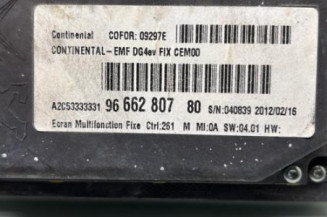 Continental COFOR: 09297E
CONTINENTAL-EMF DG4ev FIX CEM00
A2C53333331 96 662 807 80 S/N:040839 2012/02/16
Ecran Multifonction Fixe Ctrl:261 M MI:0A SW:04.01 HW: